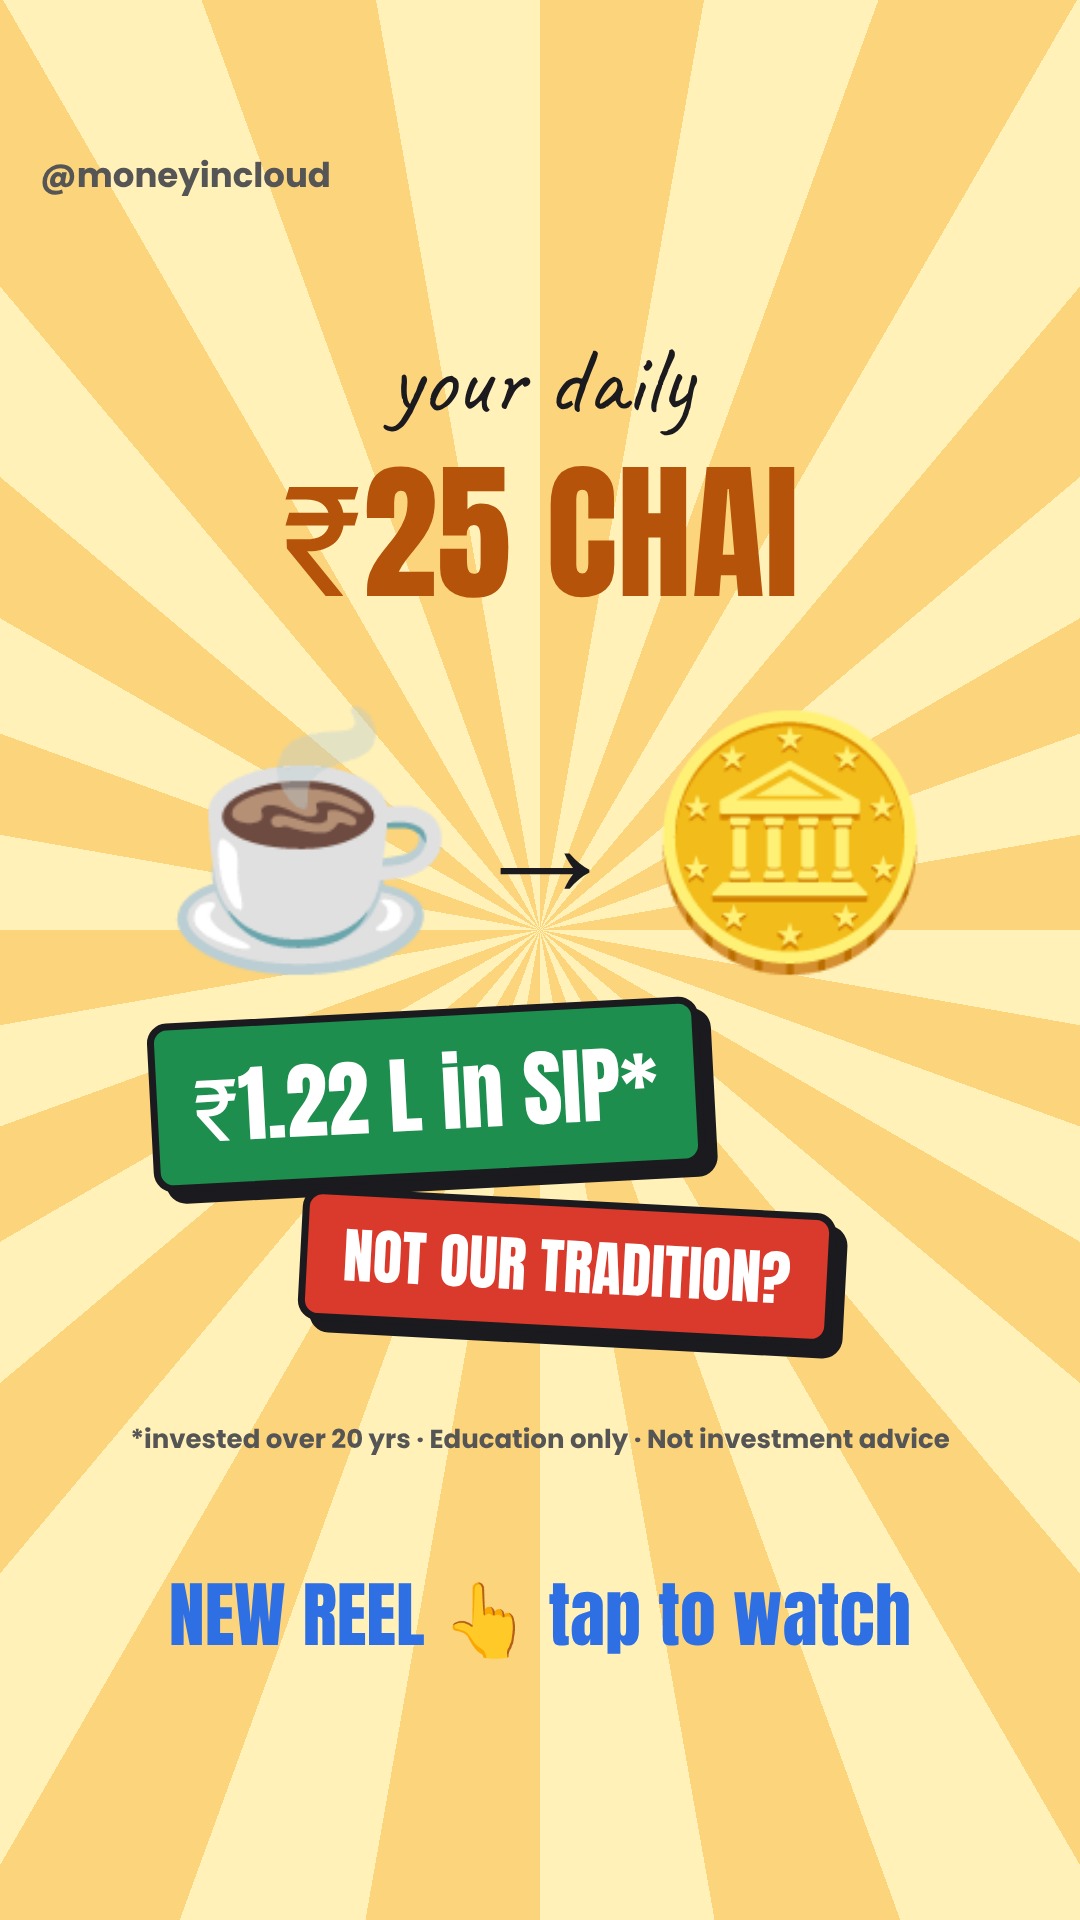 @moneyincloud
your daily
₹25 CHAI
→
₹1.22 L in SIP*
NOT OUR TRADITION?
*invested over 20 yrs · Education only · Not investment advice
NEW REEL 👆 tap to watch